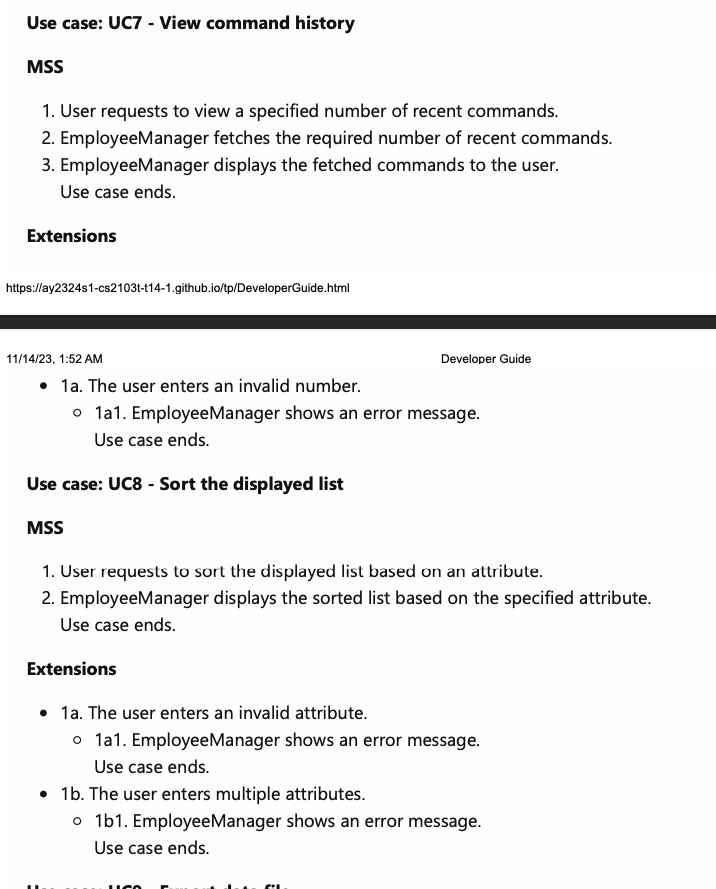 Use case: UC7 - View command history
MSS
1. User requests to view a specified number of recent commands.
2. EmployeeManager fetches the required number of recent commands.
3. EmployeeManager displays the fetched commands to the user.
Use case ends.
Extensions
https://ay2324s1-cs2103t-t14-1.github.io/tp/DeveloperGuide.html
11/14/23, 1:52 AM Developer Guide
• 1a. The user enters an invalid number.
○ 1a1. EmployeeManager shows an error message.
Use case ends.
Use case: UC8 - Sort the displayed list
MSS
1. User requests to sort the displayed list based on an attribute.
2. EmployeeManager displays the sorted list based on the specified attribute.
Use case ends.
Extensions
• 1a. The user enters an invalid attribute.
○ 1a1. EmployeeManager shows an error message.
Use case ends.
• 1b. The user enters multiple attributes.
○ 1b1. EmployeeManager shows an error message.
Use case ends.